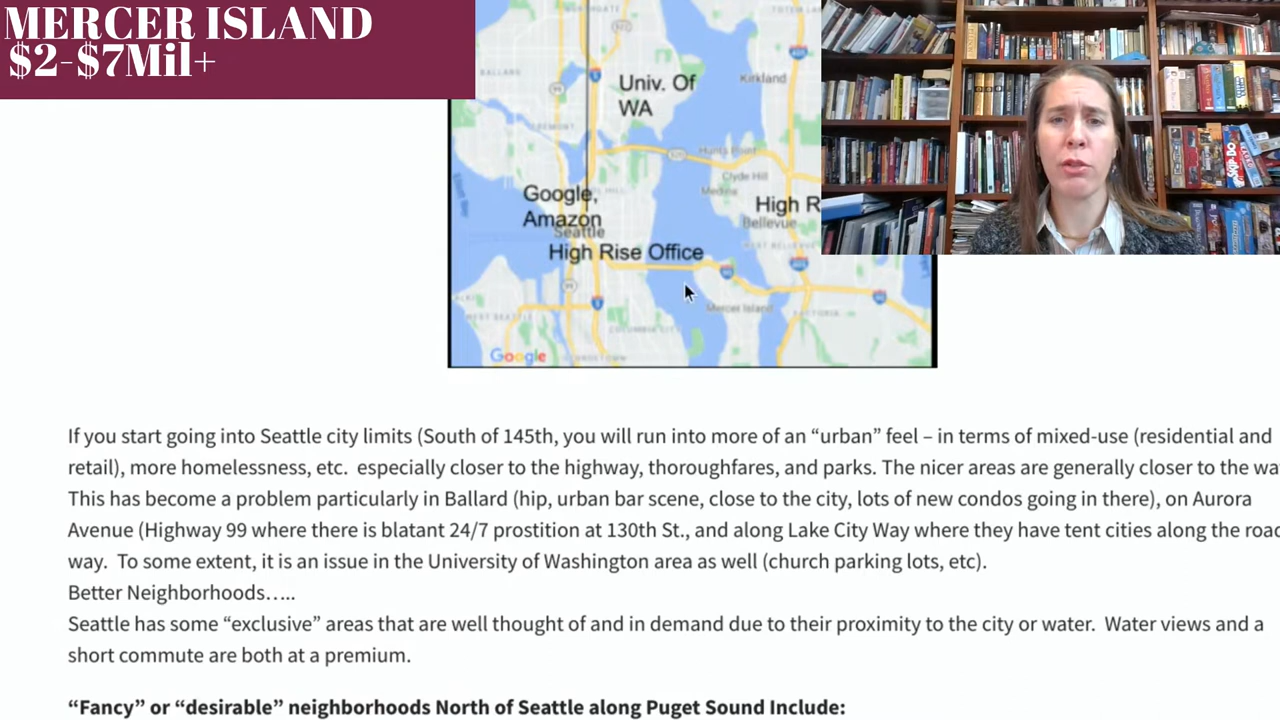 MERCER ISLAND
$2-$7Mil+
Univ. Of
WA
Kirkland
Hunts Point
Clyde Hill
Medina
Google,
Amazon
Seattle
High R
Bellevue
High Rise Office
Mercer Island
Google
If you start going into Seattle city limits (South of 145th, you will run into more of an “urban” feel – in terms of mixed-use (residential and
retail), more homelessness, etc. especially closer to the highway, thoroughfares, and parks. The nicer areas are generally closer to the wa
This has become a problem particularly in Ballard (hip, urban bar scene, close to the city, lots of new condos going in there), on Aurora
Avenue (Highway 99 where there is blatant 24/7 prostition at 130th St., and along Lake City Way where they have tent cities along the road
way. To some extent, it is an issue in the University of Washington area as well (church parking lots, etc).
Better Neighborhoods…..
Seattle has some “exclusive” areas that are well thought of and in demand due to their proximity to the city or water. Water views and a
short commute are both at a premium.
“Fancy” or “desirable” neighborhoods North of Seattle along Puget Sound Include: